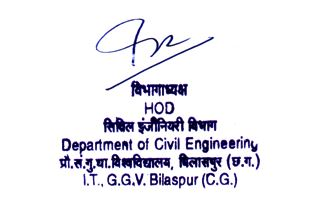 विभागाध्यक्ष
HOD
सिविल इंजीनियरी विभाग
Department of Civil Engineering
प्रौ.सं.गु.घा.विश्वविद्यालय, बिलासपुर (छ.ग.)
I.T., G.G.V. Bilaspur (C.G.)